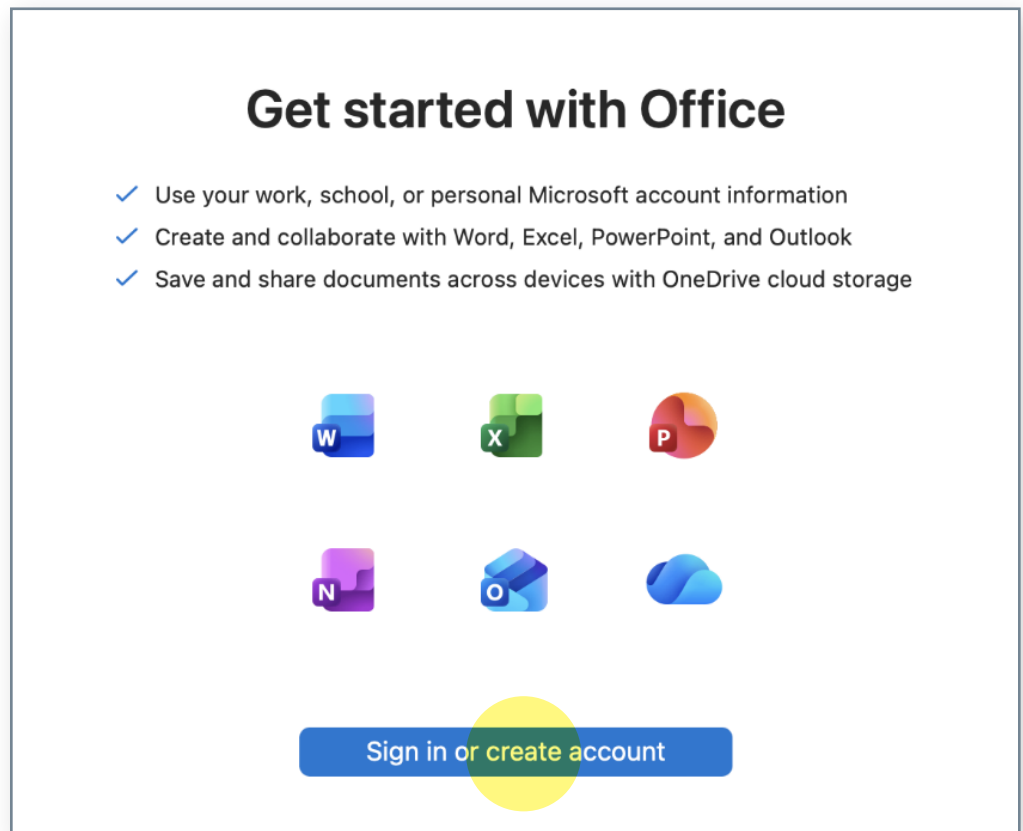 Get started with Office
Use your work, school, or personal Microsoft account information
Create and collaborate with Word, Excel, PowerPoint, and Outlook
Save and share documents across devices with OneDrive cloud storage
W X P
N O
Sign in or create account